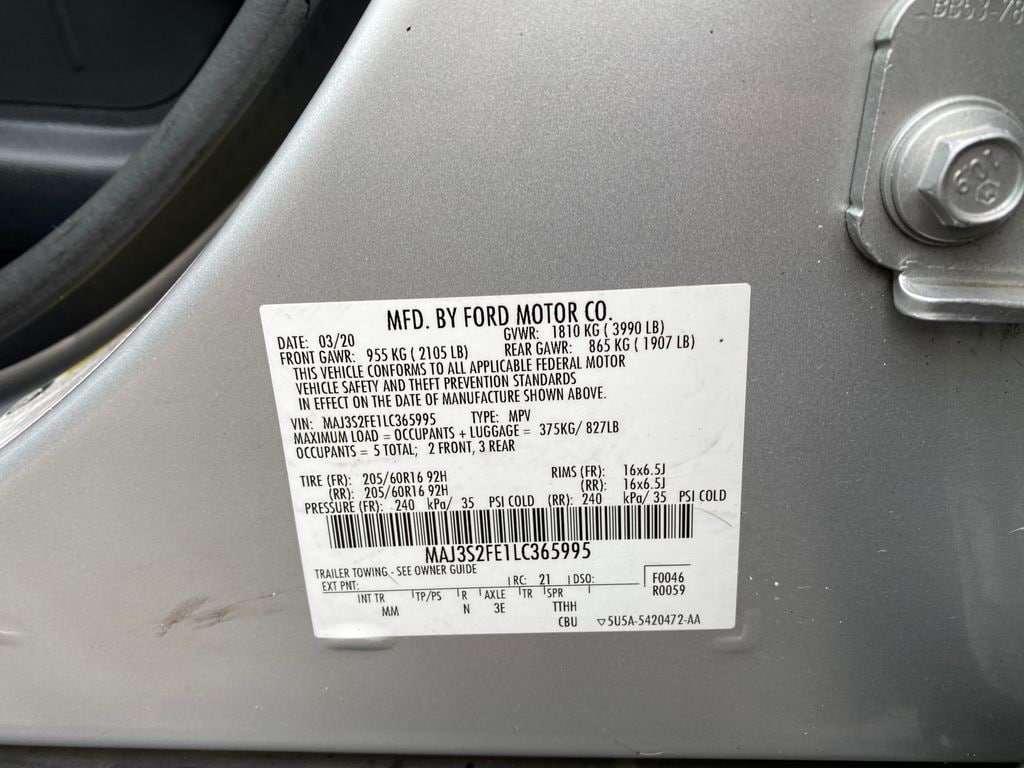 BB53-78
109
MFD. BY FORD MOTOR CO.
DATE: 03/20 GVWR: 1810 KG ( 3990 LB)
FRONT GAWR: 955 KG ( 2105 LB) REAR GAWR: 865 KG ( 1907 LB)
THIS VEHICLE CONFORMS TO ALL APPLICABLE FEDERAL MOTOR
VEHICLE SAFETY AND THEFT PREVENTION STANDARDS
IN EFFECT ON THE DATE OF MANUFACTURE SHOWN ABOVE.
VIN: MAJ3S2FE1LC365995 TYPE: MPV
MAXIMUM LOAD = OCCUPANTS + LUGGAGE = 375KG/ 827LB
OCCUPANTS = 5 TOTAL; 2 FRONT, 3 REAR
TIRE (FR): 205/60R16 92H RIMS (FR): 16x6.5J
(RR): 205/60R16 92H (RR): 16x6.5J
PRESSURE (FR): 240 kPa/ 35 PSI COLD (RR): 240 kPa/ 35 PSI COLD
MAJ3S2FE1LC365995
TRAILER TOWING - SEE OWNER GUIDE
EXT PNT: RC: 21 DSO: F0046
R0059
INT TR TP/PS R AXLE TR SPR
MM N 3E TTHH
CBU ▽5U5A-5420472-AA